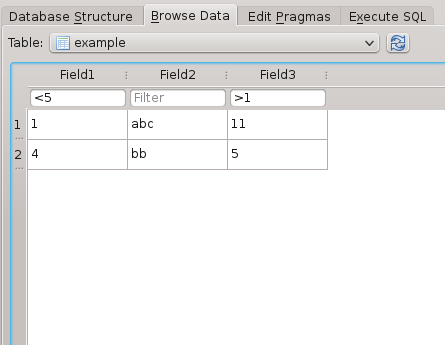 Database Structure Browse Data Edit Pragmas Execute SQL
Table: example
Field1 Field2 Field3
<5 Filter >1
1 1 abc 11
2 4 bb 5